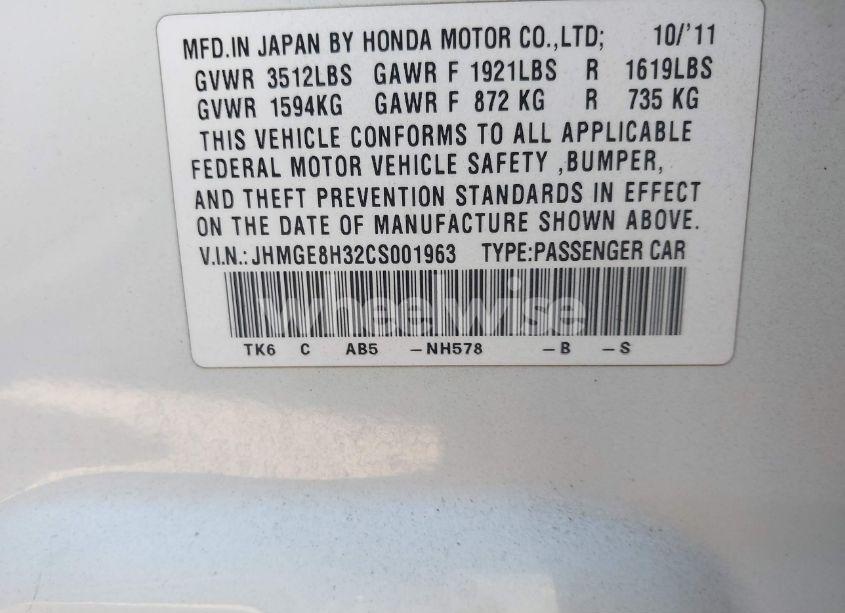 MFD.IN JAPAN BY HONDA MOTOR CO.,LTD; 10/'11
GVWR 3512LBS GAWR F 1921LBS R 1619LBS
GVWR 1594KG GAWR F 872 KG R 735 KG
THIS VEHICLE CONFORMS TO ALL APPLICABLE
FEDERAL MOTOR VEHICLE SAFETY ,BUMPER,
AND THEFT PREVENTION STANDARDS IN EFFECT
ON THE DATE OF MANUFACTURE SHOWN ABOVE.
V.I.N.: JHMGE8H32CS001963 TYPE:PASSENGER CAR
wheelwise
TK6 C AB5 -NH578 -B -S